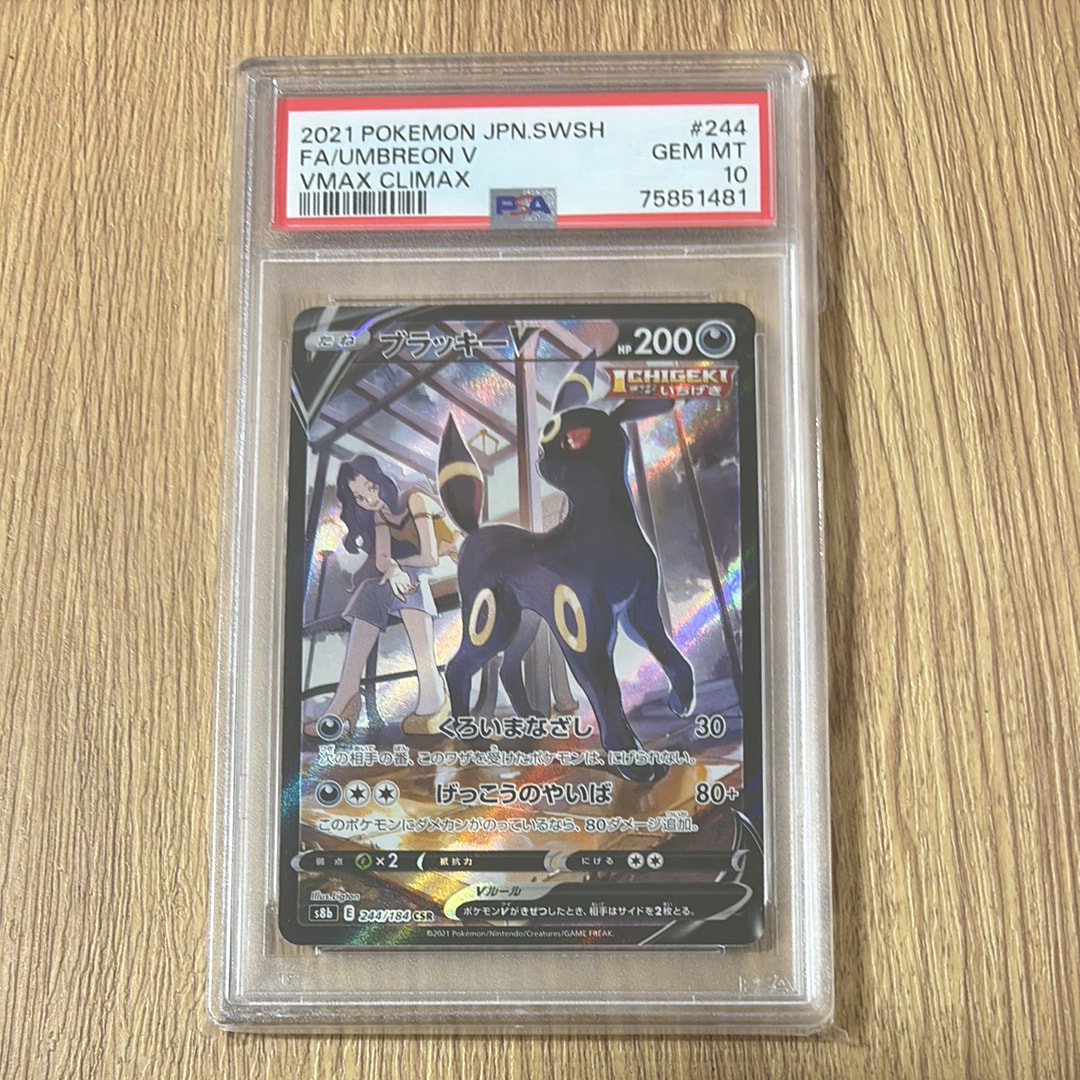 2021 POKEMON JPN.SWSH #244
FA/UMBREON V GEM MT
VMAX CLIMAX 10
PSA 75851481
たね ブラッキーV HP 200
ICHIGEKI
いちげき
くろいまなざし 30
次の相手の番、このワザを受けたポケモンは、にげられない。
げっこうのやいば 80+
このポケモンにダメカンがのっているなら、80ダメージ追加。
弱点 ×2 抵抗力 にげる
Illus. Ligton
Vルール
s8b E 244/184 CSR ポケモンVがきぜつしたとき、相手はサイドを2枚とる。
©2021 Pokémon/Nintendo/Creatures/GAME FREAK.